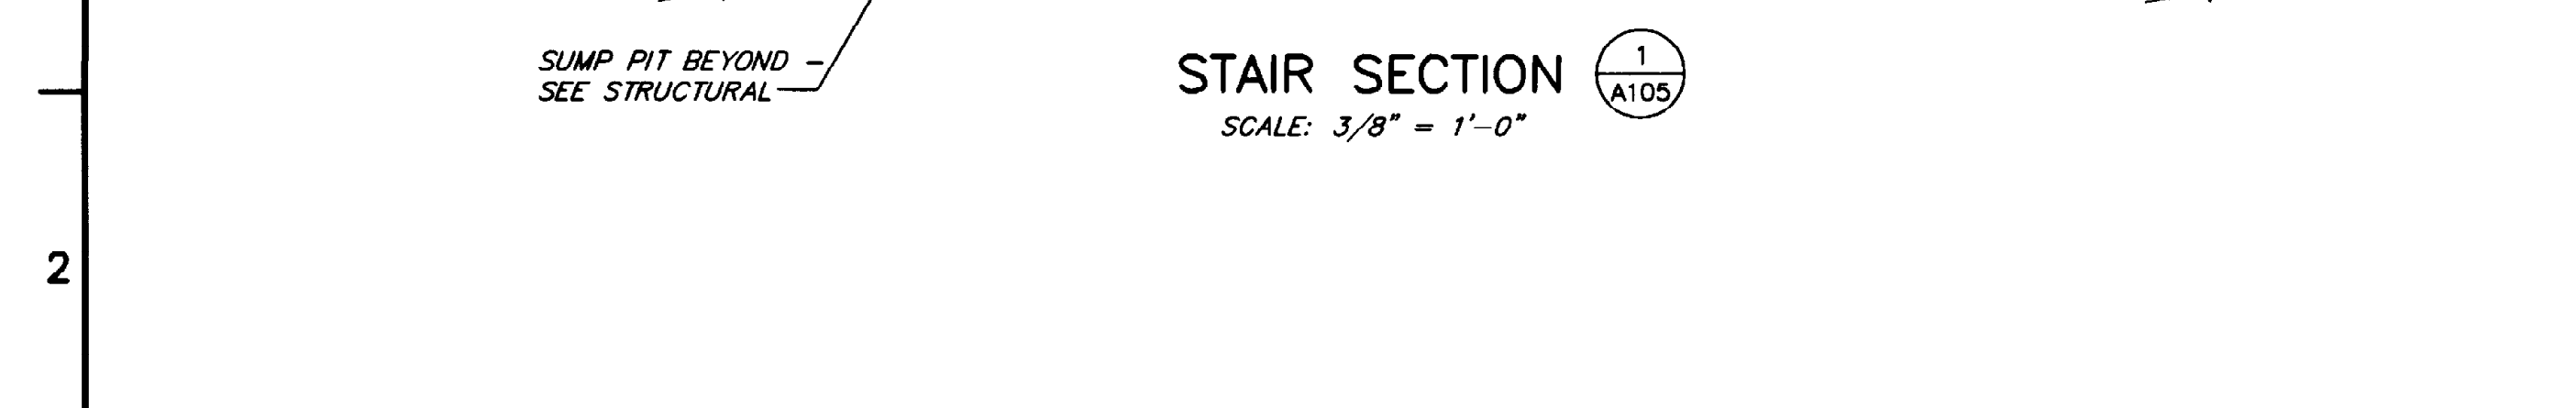 SUMP PIT BEYOND
SEE STRUCTURAL
STAIR SECTION
1
A105
SCALE: 3/8" = 1'-0"
2